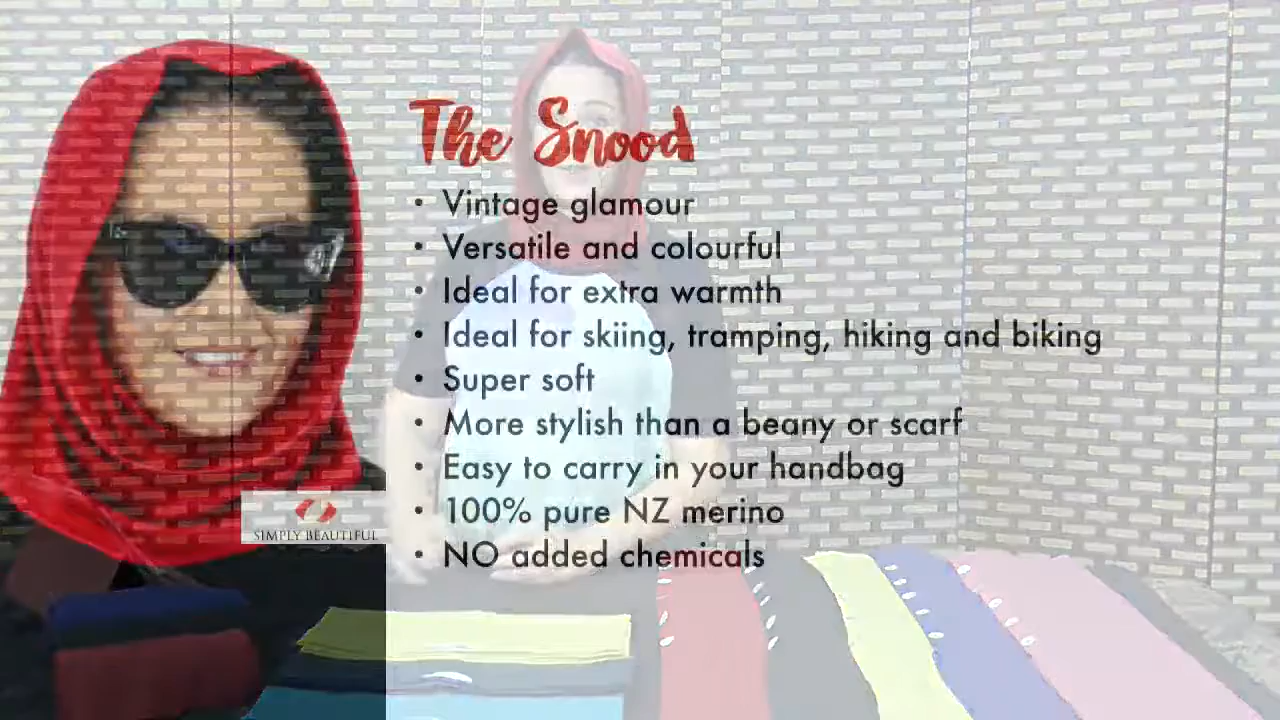 The Snood
• Vintage glamour
• Versatile and colourful
• Ideal for extra warmth
• Ideal for skiing, tramping, hiking and biking
• Super soft
• More stylish than a beany or scarf
• Easy to carry in your handbag
• 100% pure NZ merino
• NO added chemicals
SIMPLY BEAUTIFUL